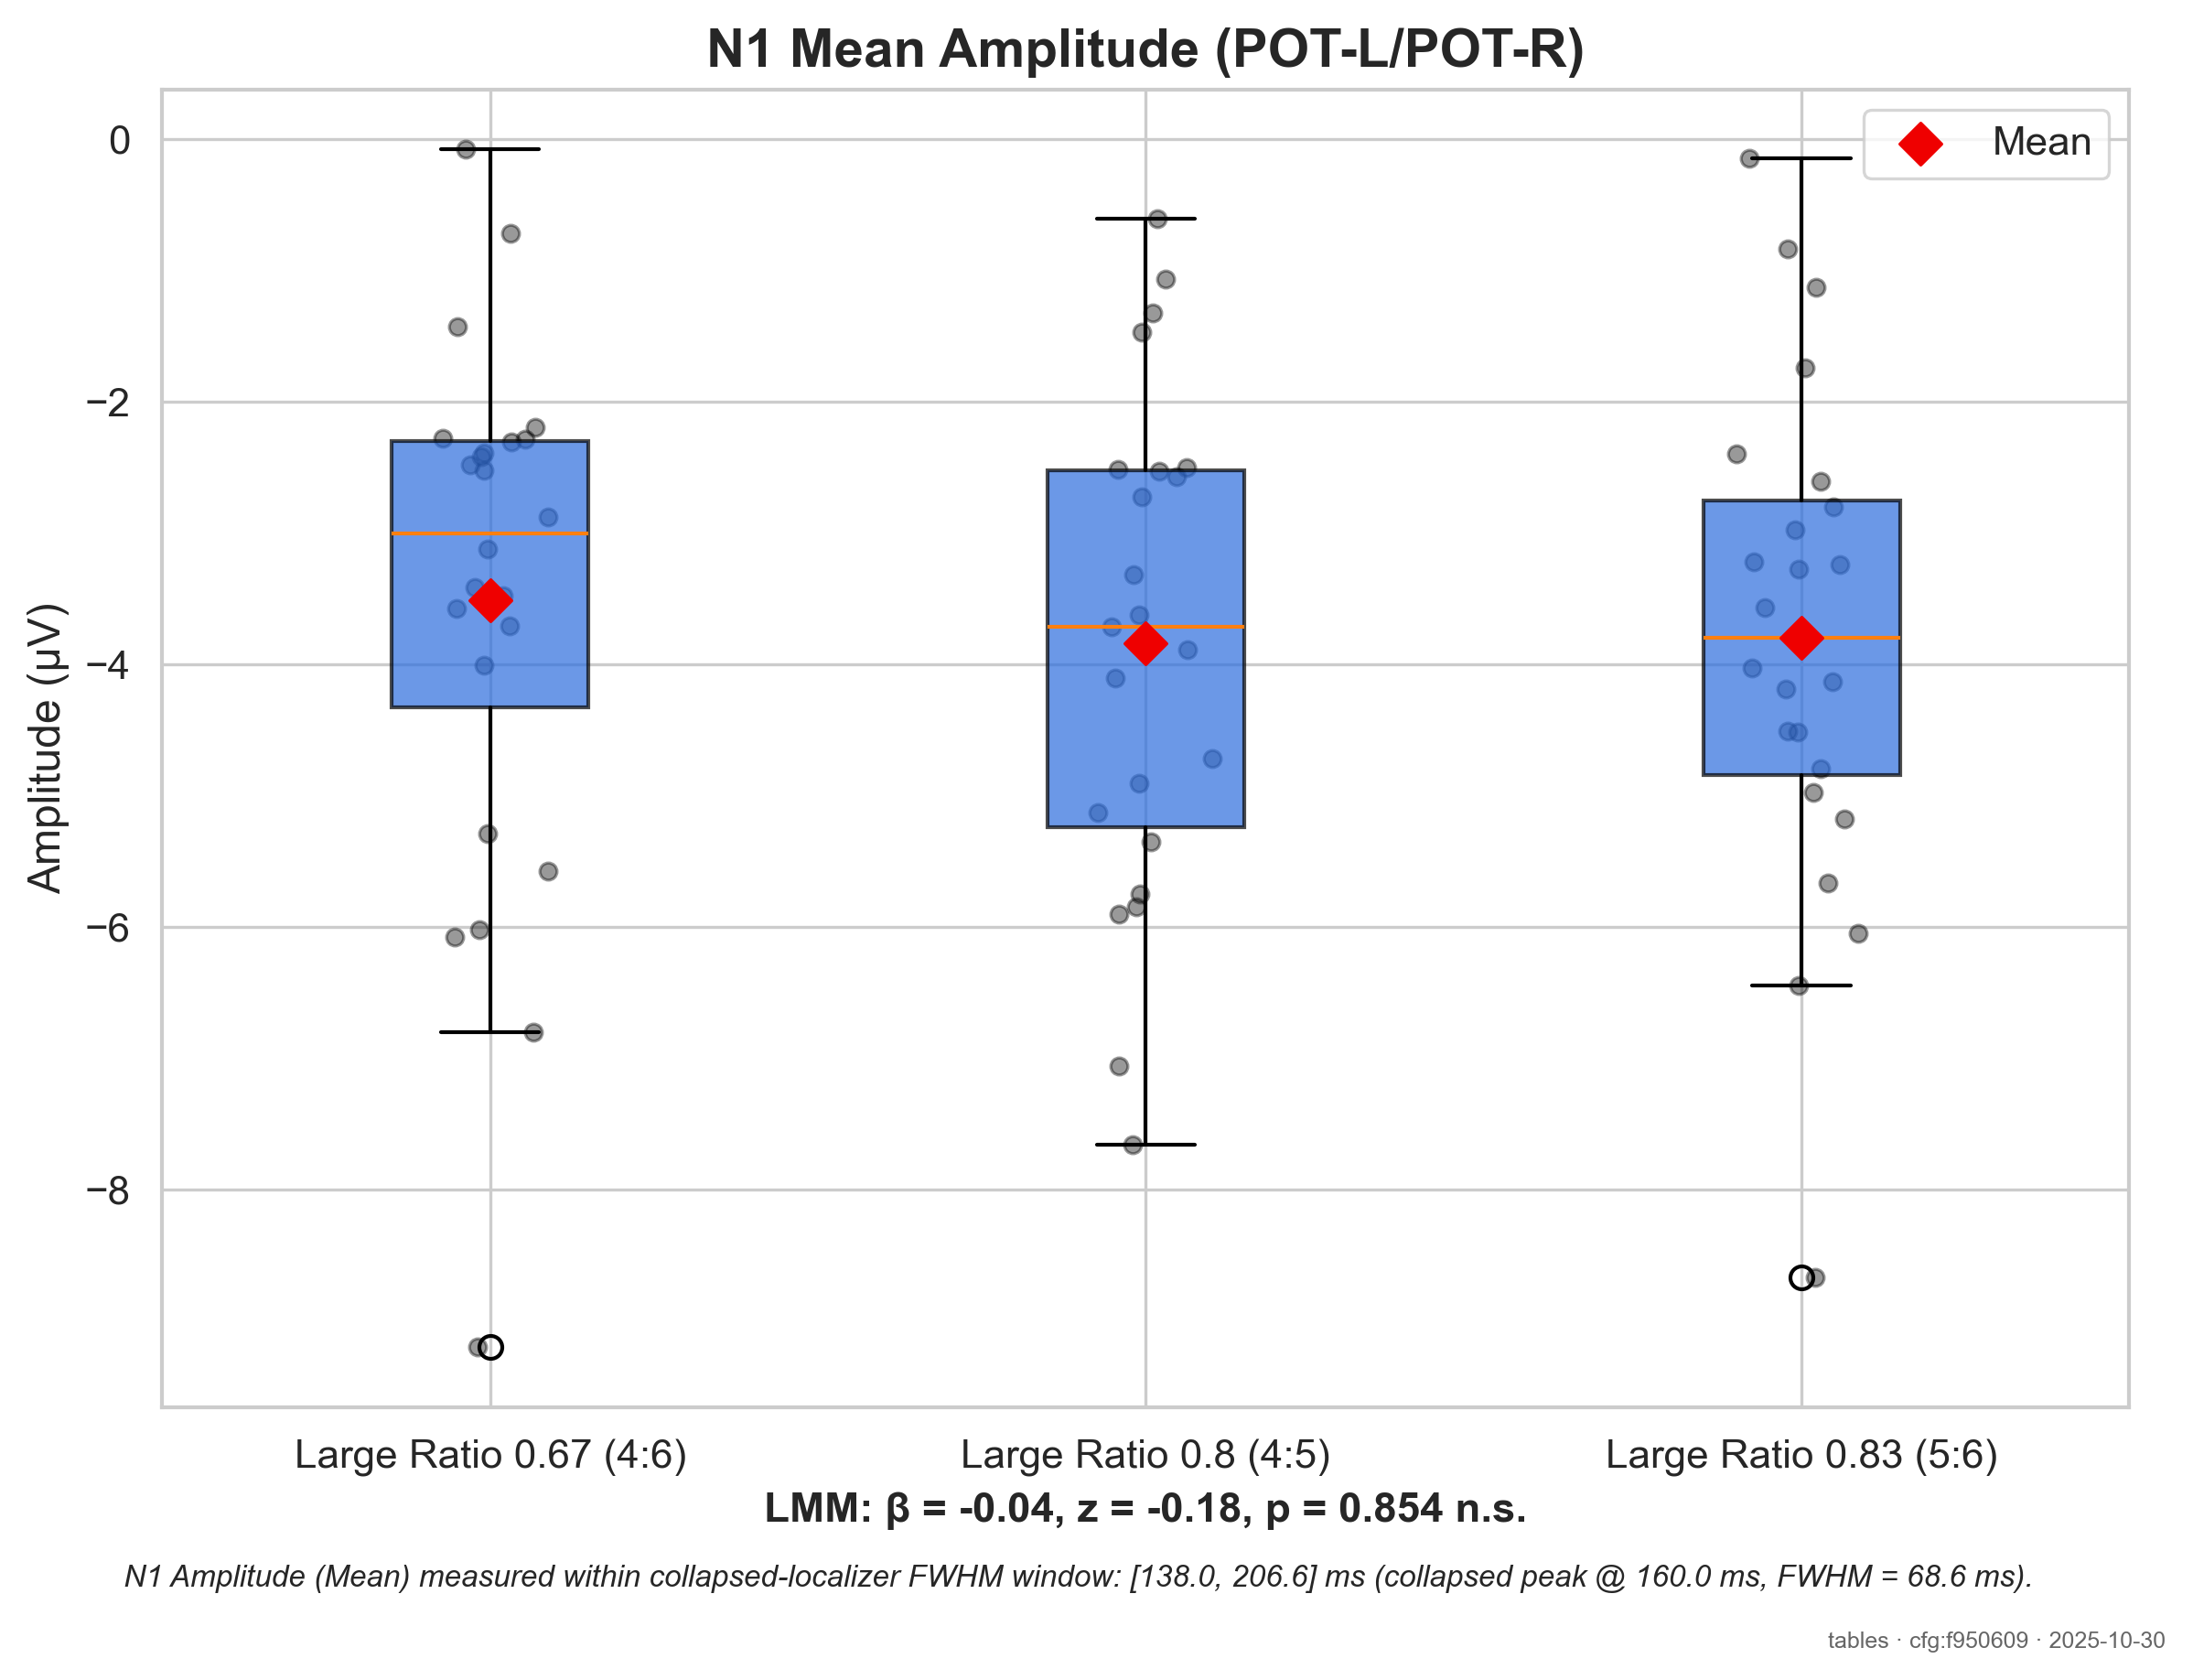 N1 Mean Amplitude (POT-L/POT-R)
Mean
0
−2
−4
−6
−8
Amplitude (µV)
Large Ratio 0.67 (4:6)
Large Ratio 0.8 (4:5)
Large Ratio 0.83 (5:6)
LMM: β = -0.04, z = -0.18, p = 0.854 n.s.
N1 Amplitude (Mean) measured within collapsed-localizer FWHM window: [138.0, 206.6] ms (collapsed peak @ 160.0 ms, FWHM = 68.6 ms).
tables · cfg:f950609 · 2025-10-30